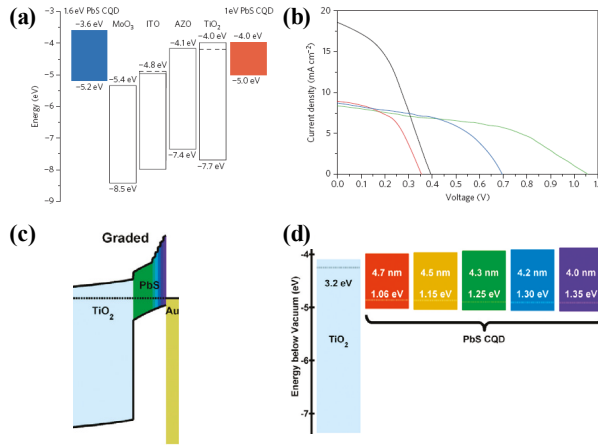 (a)
1.6 eV PbS CQD
1eV PbS CQD
−3.6 eV
MoO3
ITO
AZO
TiO2
−4.1 eV
−4.0 eV
−4.0 eV
−4.8 eV
−5.2 eV
−5.4 eV
−5.0 eV
−7.4 eV
−7.7 eV
−8.5 eV
Energy (eV)
−3
−4
−5
−6
−7
−8
−9
(b)
Current density (mA cm−2)
20
15
10
5
0
0.0 0.1 0.2 0.3 0.4 0.5 0.6 0.7 0.8 0.9 1.0 1.1
Voltage (V)
(c)
Graded
PbS
TiO2
Au
(d)
Energy below Vacuum (eV)
-4
-5
-6
-7
3.2 eV
TiO2
4.7 nm 4.5 nm 4.3 nm 4.2 nm 4.0 nm
1.06 eV 1.15 eV 1.25 eV 1.30 eV 1.35 eV
PbS CQD